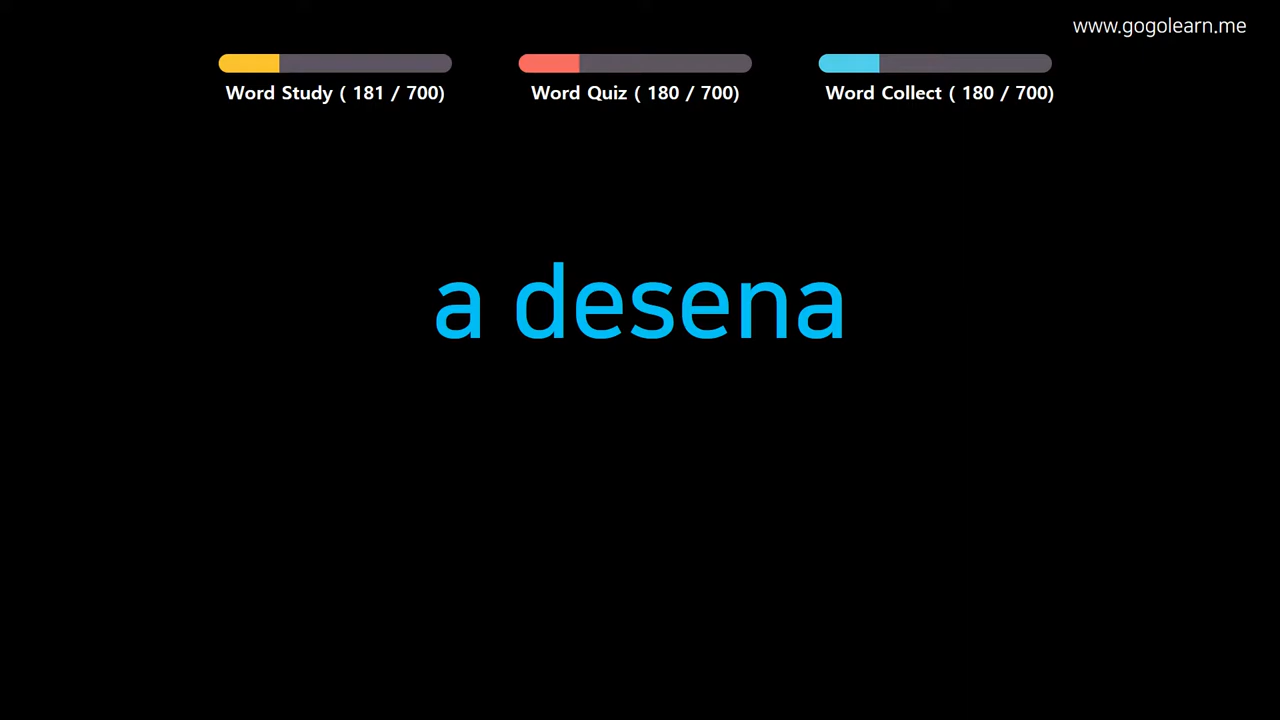 www.gogolearn.me
Word Study ( 181 / 700)
Word Quiz ( 180 / 700)
Word Collect ( 180 / 700)
a desena